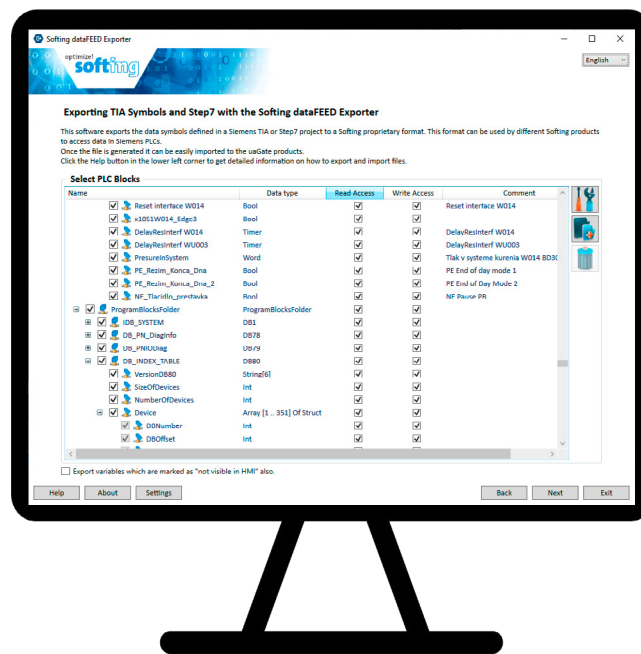 Softing dataFEED Exporter
optimize!
softing
English
Exporting TIA Symbols and Step7 with the Softing dataFEED Exporter
This software exports the data symbols defined in a Siemens TIA or Step7 project to a Softing proprietary format. This format can be used by different Softing products
to access data in Siemens PLCs.
Once the file is generated it can be easily imported to the uaGate products.
Click the Help button in the lower left corner to get detailed information on how to export and import files.
Select PLC Blocks
Name Data type Read Access Write Access Comment
Reset interface W014 Bool Reset interface W014
x10S1W014_Edge3 Bool
DelayResInterf W014 Timer DelayResInterf W014
DelayResInterf WU003 Timer DelayResInterf WU003
PresureInSystem Word Tlak v systeme kurenia W014 BD30
PE_Rezim_Konca_Dna Bool PE End of day mode 1
PE_Rezim_Konca_Dna_2 Bool PE End of Day Mode 2
NF_Tlacidlo_prestavka Bool NF Pause PB
ProgramBlocksFolder ProgramBlocksFolder
IDB_SYSTEM DB1
DB_PN_DiagInfo DB78
DB_PNIODiag DB79
DB_INDEX_TABLE DB80
VersionDB80 String[6]
SizeOfDevices Int
NumberOfDevices Int
Device Array [1 .. 351] Of Struct
DBNumber Int
DBOffset Int
Export variables which are marked as "not visible in HMI" also.
Help About Settings Back Next Exit